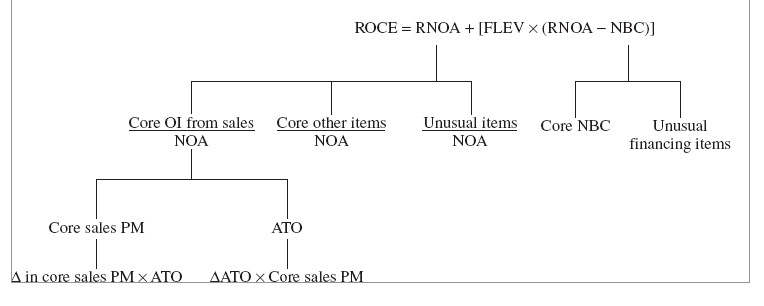 ROCE = RNOA + [FLEV × (RNOA − NBC)]
Core OI from sales
NOA
Core other items
NOA
Unusual items
NOA
Core NBC
Unusual
financing items
Core sales PM
ATO
Δ in core sales PM × ATO
ΔATO × Core sales PM